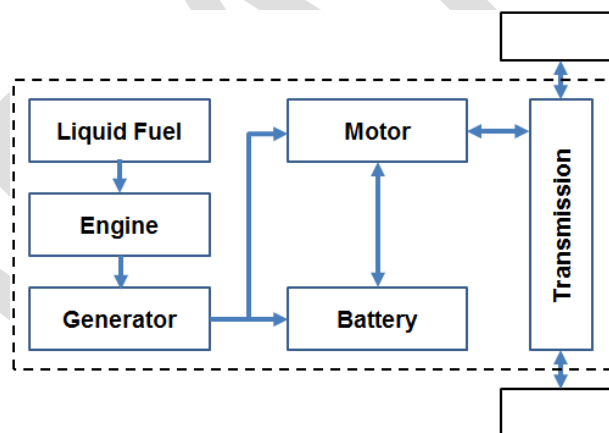 Liquid Fuel
Motor
Engine
Generator
Battery
Transmission